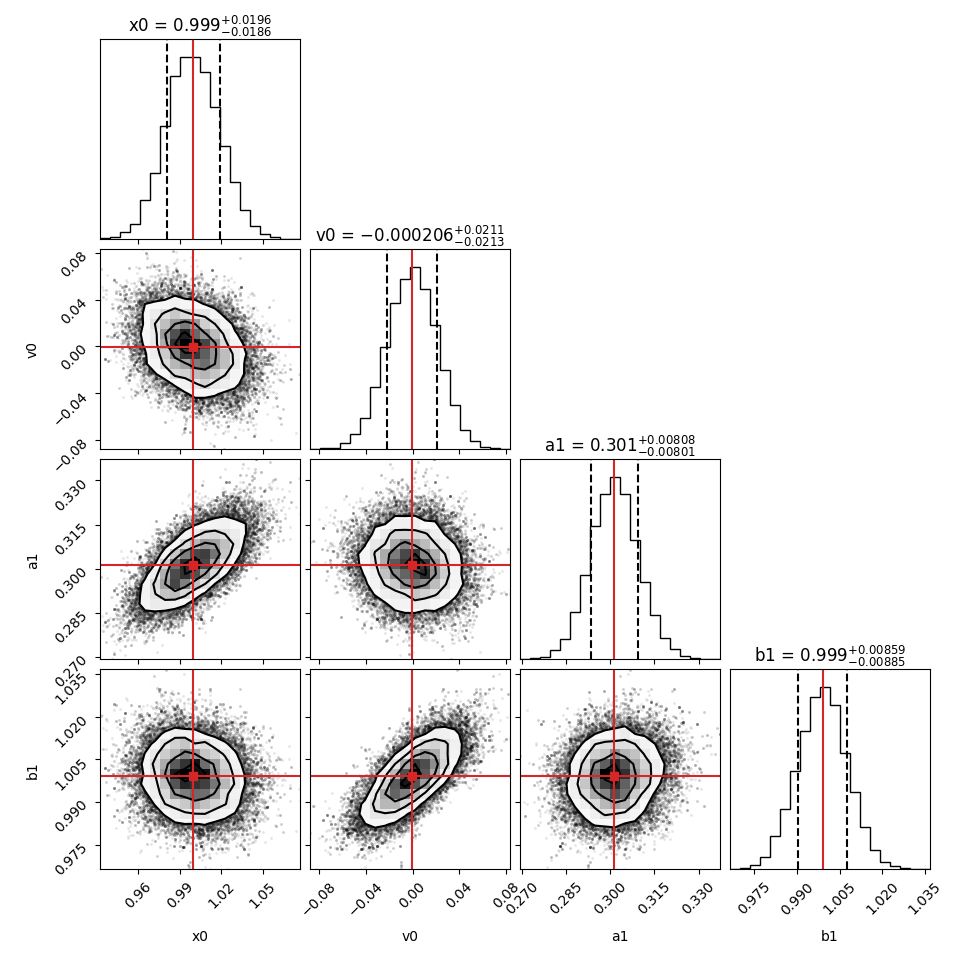 x0 = 0.999+0.0196−0.0186
v0 = −0.000206+0.0211−0.0213
0.08
0.04
0.00
−0.04
−0.08
v0
a1 = 0.301+0.00808−0.00801
0.330
0.315
0.300
0.285
0.270
a1
b1 = 0.999+0.00859−0.00885
1.035
1.020
1.005
0.990
0.975
b1
0.96 0.99 1.02 1.05
−0.08 −0.04 0.00 0.04 0.08
0.270 0.285 0.300 0.315 0.330
0.975 0.990 1.005 1.020 1.035
x0 v0 a1 b1